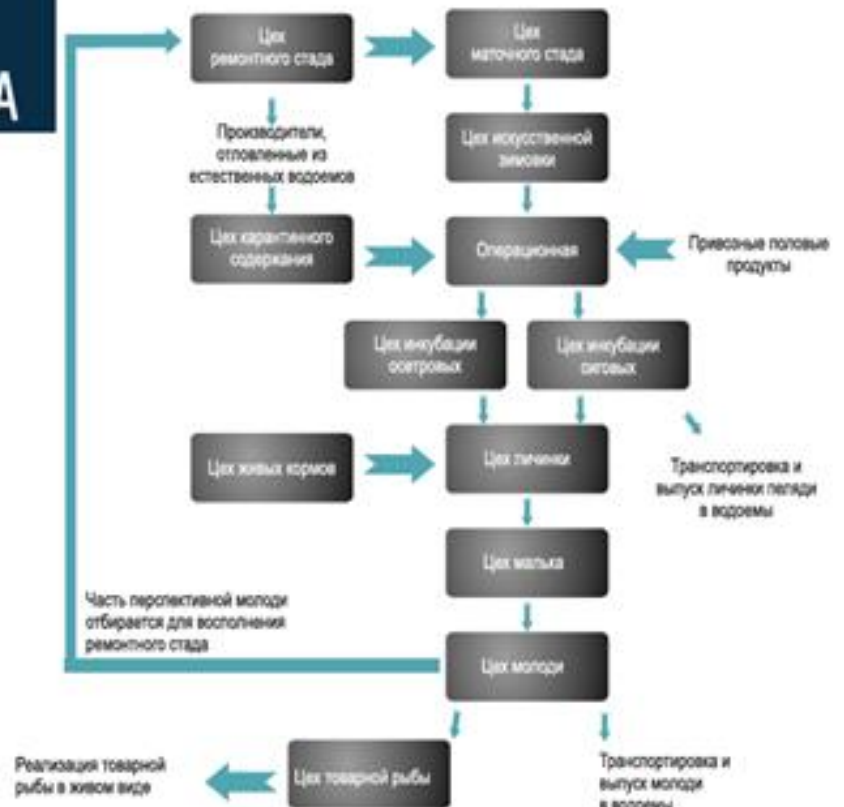 А
Цех
ремонтного стада
Цех
маточного стада
Производители,
отловленные из
естественных водоемов
Цех искусственной
зимовки
Цех карантинного
содержания
Операционная
Привозные половые
продукты
Цех инкубации
осетровых
Цех инкубации
сиговых
Цех живых кормов
Цех личинки
Транспортировка и
выпуск личинки пеляди
в водоемы
Цех малька
Часть перспективной молоди
отбирается для восполнения
ремонтного стада
Цех молоди
Реализация товарной
рыбы в живом виде
Цех товарной рыбы
Транспортировка и
выпуск молоди
в водоемы